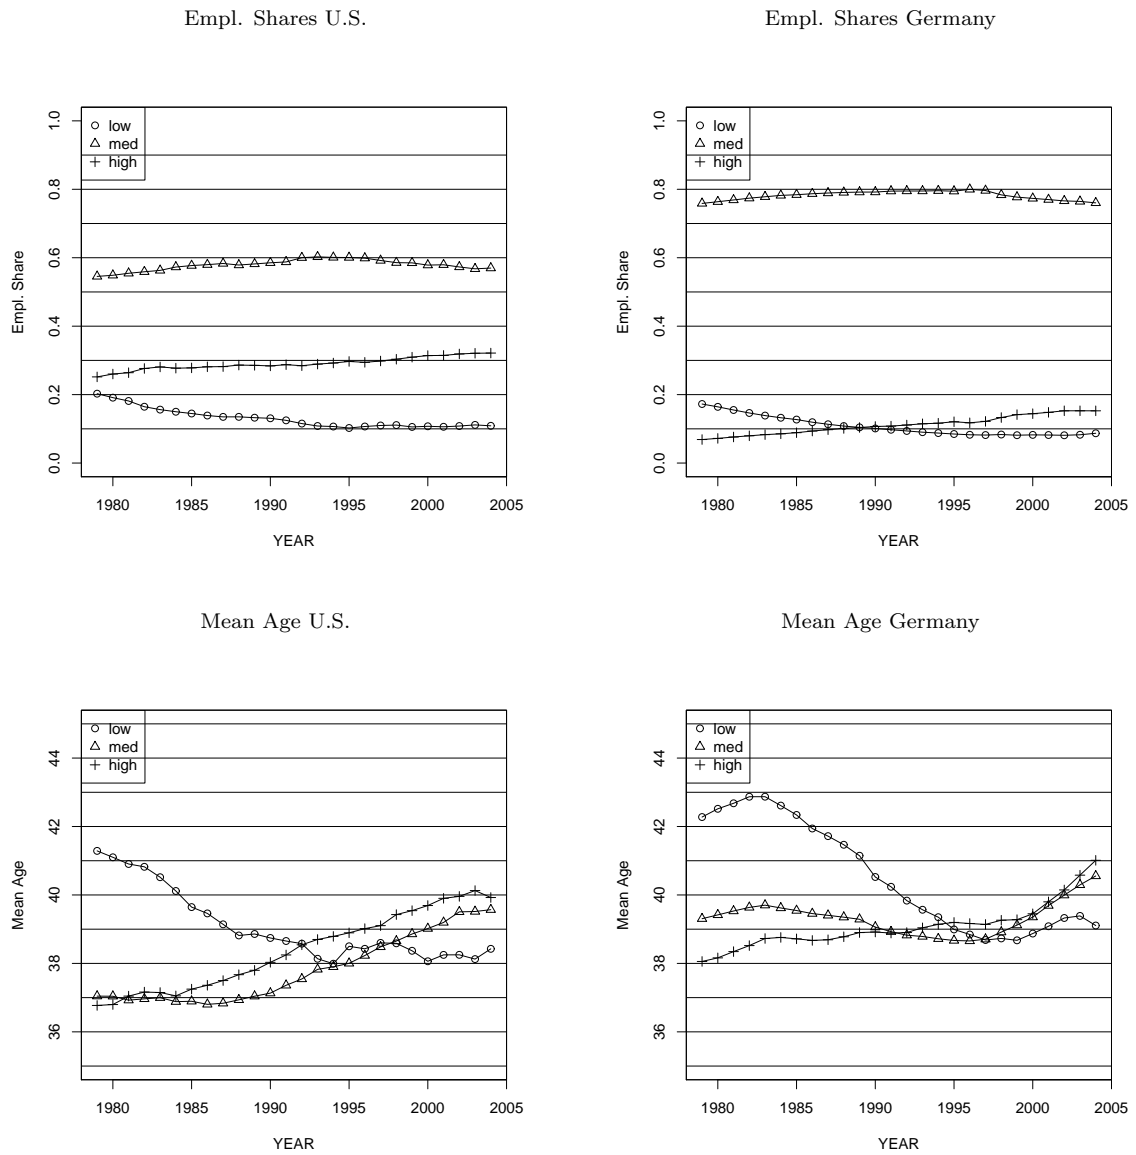 Empl. Shares U.S.
low
med
high
Empl. Share
0.0 0.2 0.4 0.6 0.8 1.0
1980 1985 1990 1995 2000 2005
YEAR
Empl. Shares Germany
low
med
high
Empl. Share
0.0 0.2 0.4 0.6 0.8 1.0
1980 1985 1990 1995 2000 2005
YEAR
Mean Age U.S.
low
med
high
Mean Age
36 38 40 42 44
1980 1985 1990 1995 2000 2005
YEAR
Mean Age Germany
low
med
high
Mean Age
36 38 40 42 44
1980 1985 1990 1995 2000 2005
YEAR